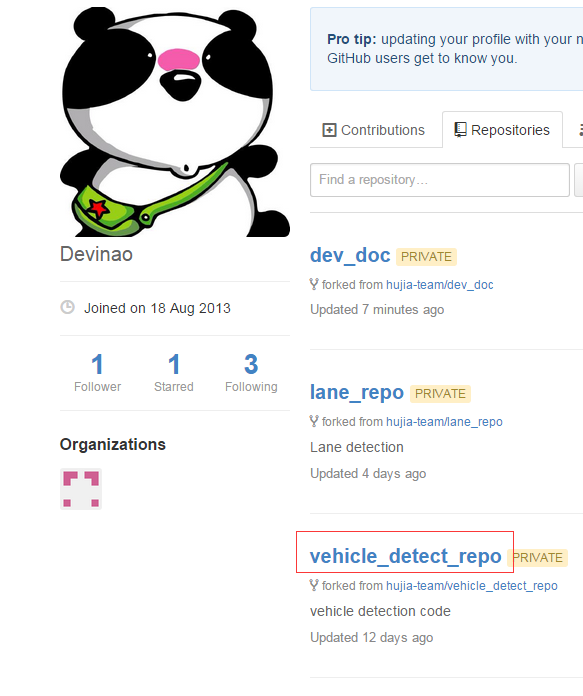 Pro tip: updating your profile with your n
GitHub users get to know you.
Contributions
Repositories
Find a repository…
Devinao
Joined on 18 Aug 2013
1
Follower
1
Starred
3
Following
Organizations
dev_doc PRIVATE
forked from hujia-team/dev_doc
Updated 7 minutes ago
lane_repo PRIVATE
forked from hujia-team/lane_repo
Lane detection
Updated 4 days ago
vehicle_detect_repo PRIVATE
forked from hujia-team/vehicle_detect_repo
vehicle detection code
Updated 12 days ago